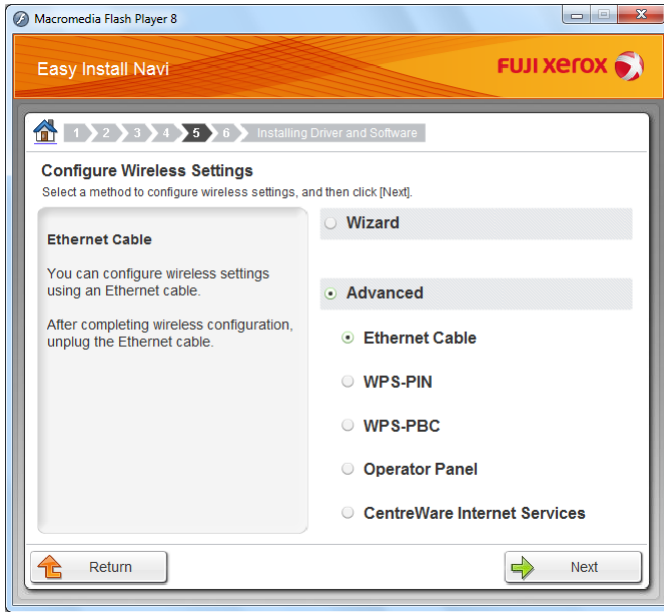 Macromedia Flash Player 8
Easy Install Navi
FUJI xerox
1 2 3 4 5 6 Installing Driver and Software
Configure Wireless Settings
Select a method to configure wireless settings, and then click [Next].
Ethernet Cable
You can configure wireless settings
using an Ethernet cable.
After completing wireless configuration,
unplug the Ethernet cable.
Wizard
Advanced
Ethernet Cable
WPS-PIN
WPS-PBC
Operator Panel
CentreWare Internet Services
Return
Next